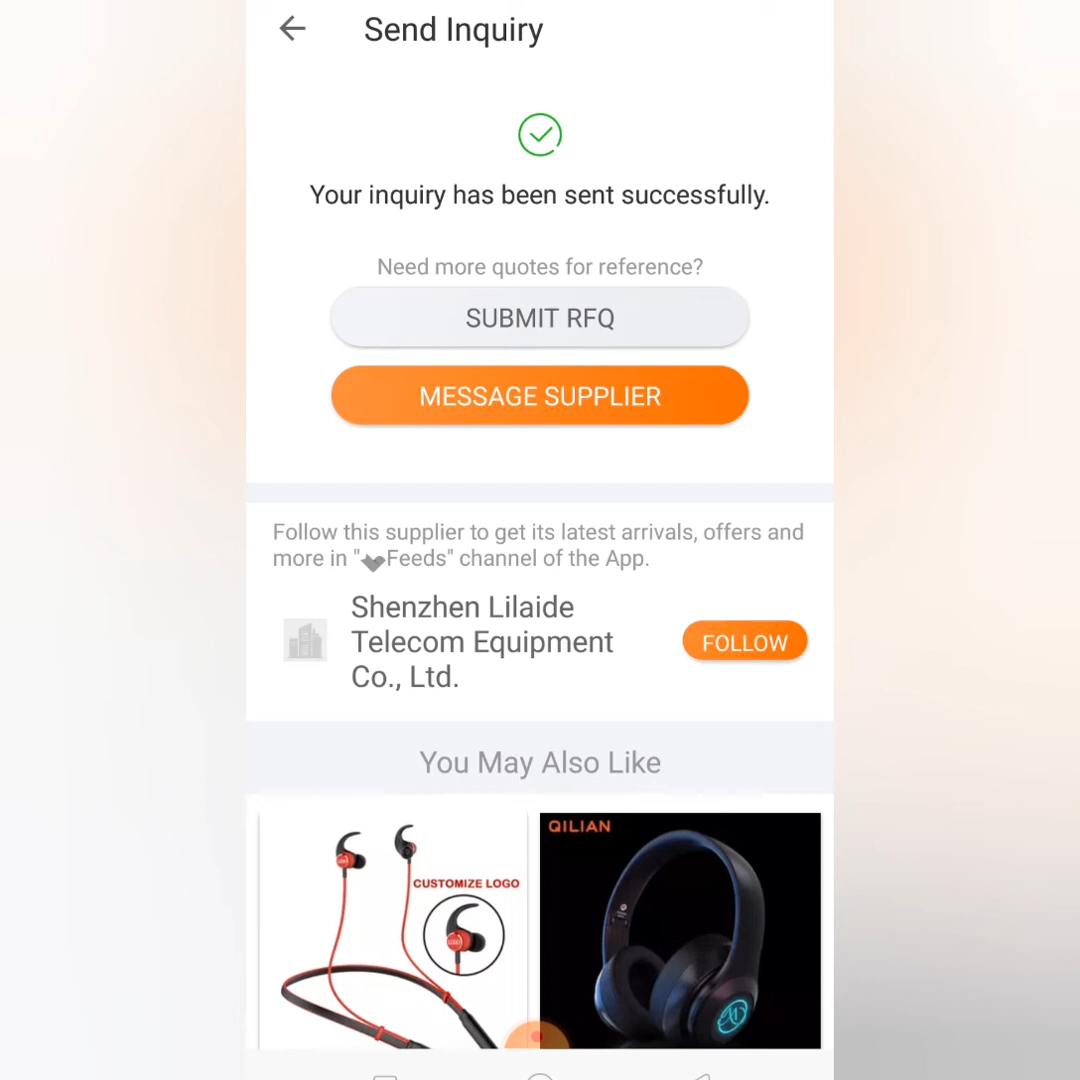 Send Inquiry
Your inquiry has been sent successfully.
Need more quotes for reference?
SUBMIT RFQ
MESSAGE SUPPLIER
Follow this supplier to get its latest arrivals, offers and
more in "Feeds" channel of the App.
Shenzhen Lilaide
Telecom Equipment
Co., Ltd.
FOLLOW
You May Also Like
CUSTOMIZE LOGO
QILIAN